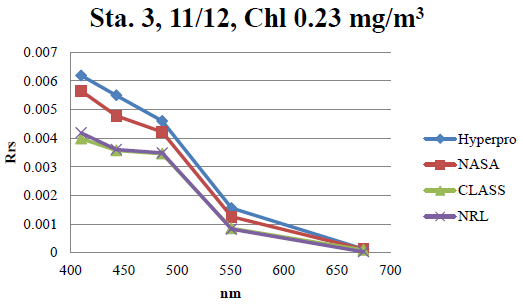 Sta. 3, 11/12, Chl 0.23 mg/m³
0.007
0.006
0.005
0.004
0.003
0.002
0.001
0
Rrs
400 450 500 550 600 650 700
nm
Hyperpro
NASA
CLASS
NRL